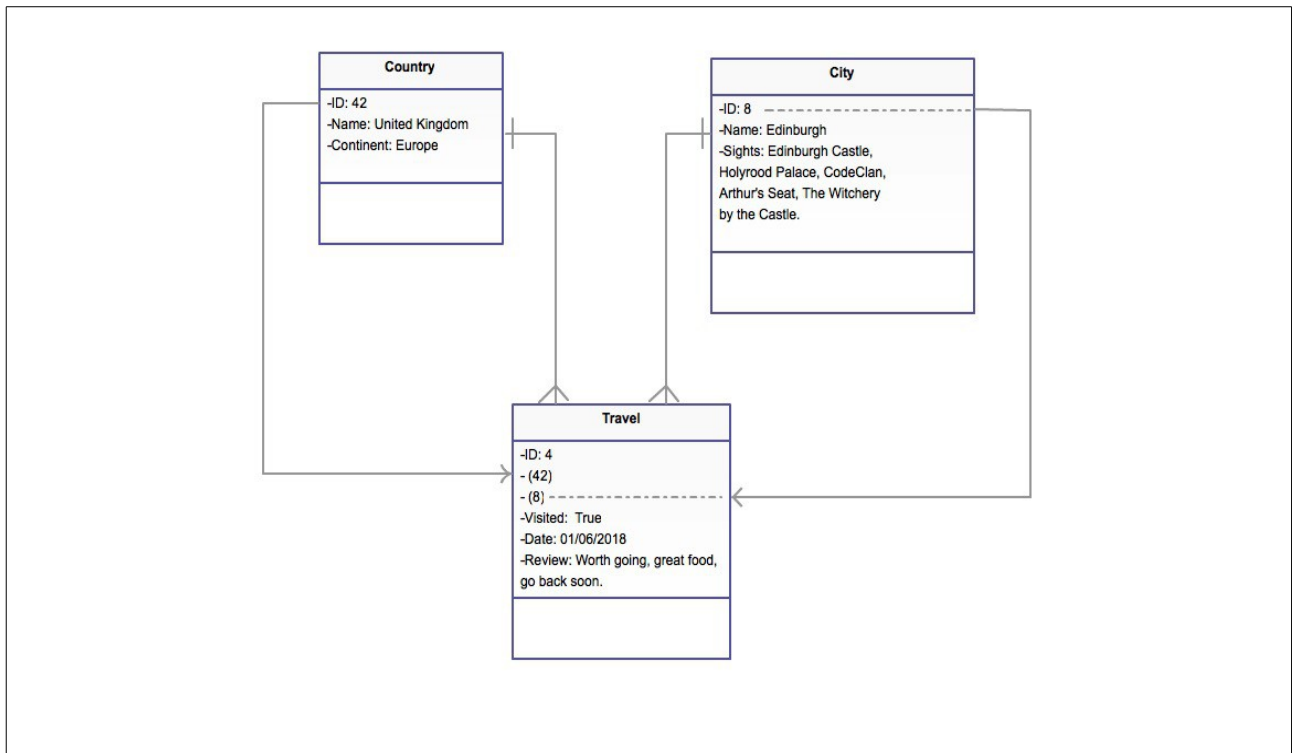 Country
-ID: 42
-Name: United Kingdom
-Continent: Europe
City
-ID: 8
-Name: Edinburgh
-Sights: Edinburgh Castle,
Holyrood Palace, CodeClan,
Arthur's Seat, The Witchery
by the Castle.
Travel
-ID: 4
- (42)
- (8)
-Visited:  True
-Date: 01/06/2018
-Review: Worth going, great food,
go back soon.